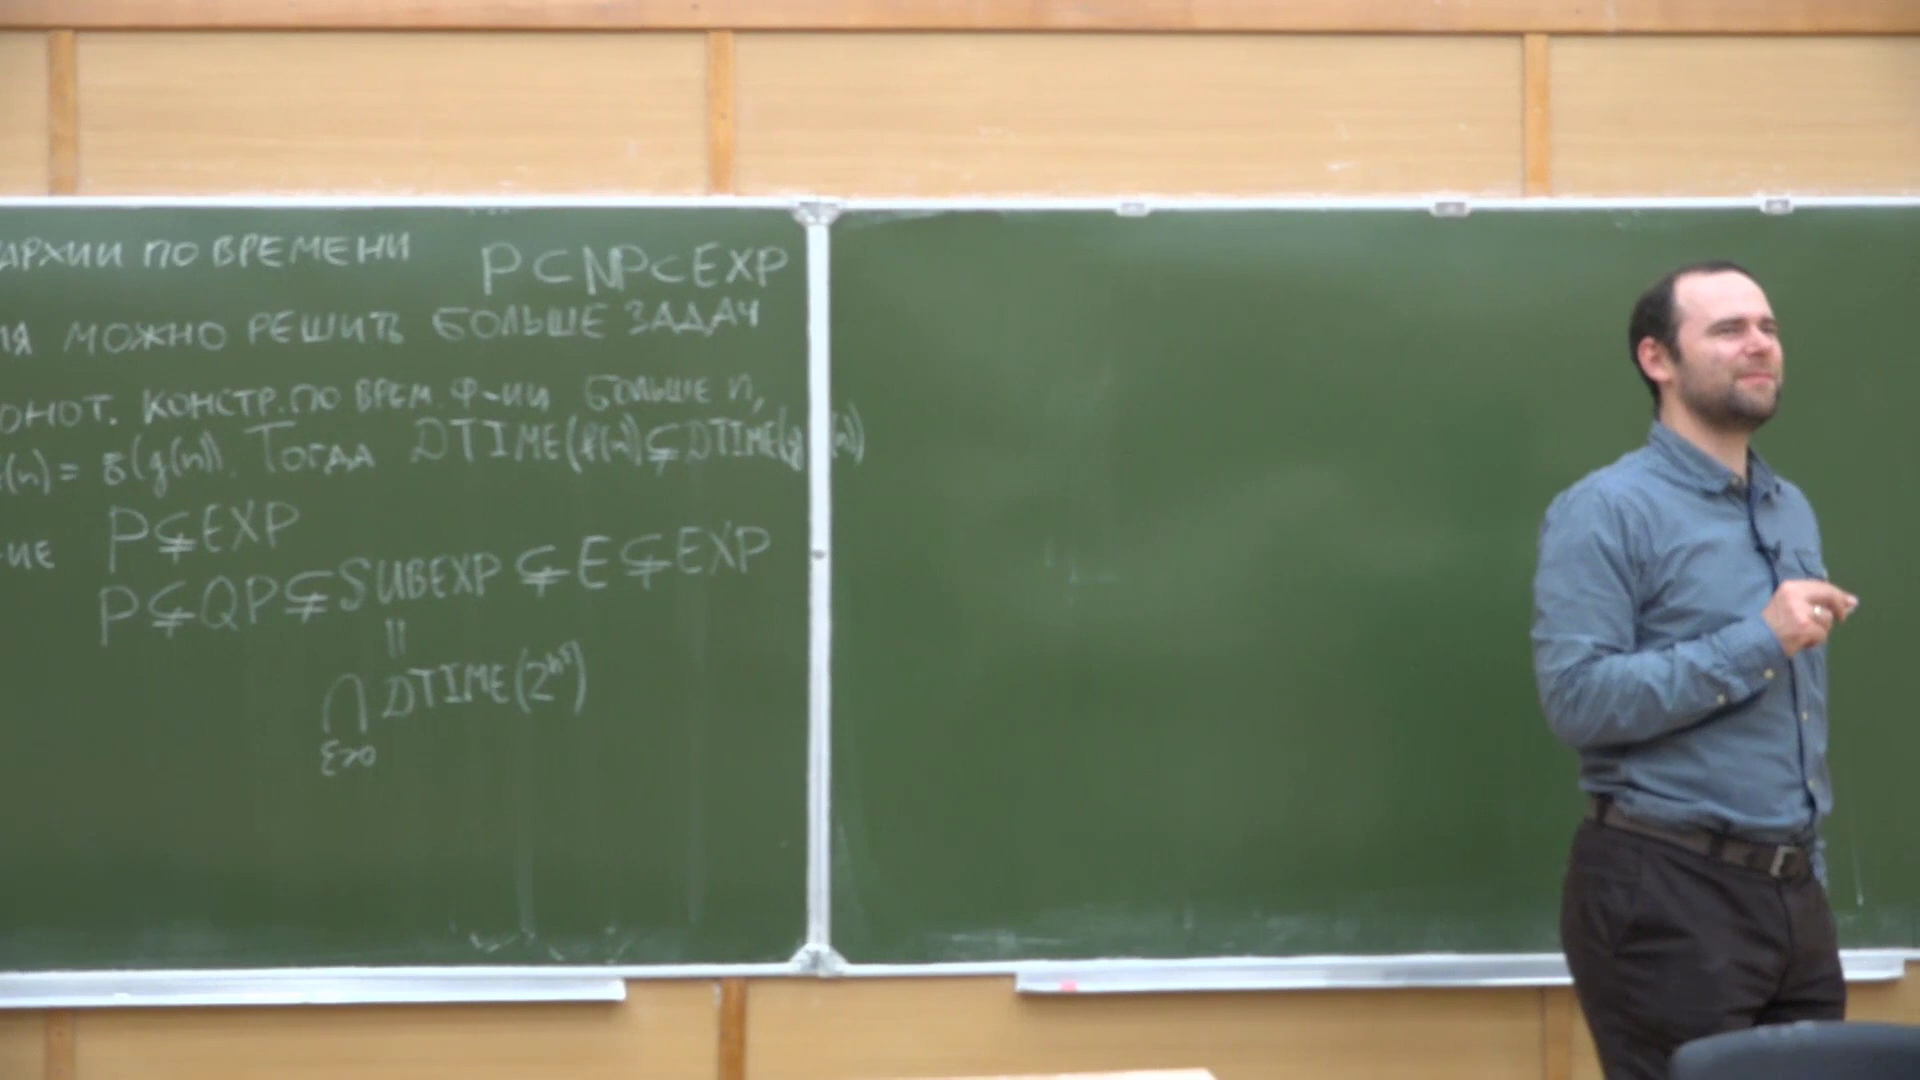 АРХИИ ПО ВРЕМЕНИ P⊂NP⊂EXP
ИЯ МОЖНО РЕШИТЬ БОЛЬШЕ ЗАДАЧ
ОНОТ. КОНСТР. ПО ВРЕМ. Ф-ИИ БОЛЬШЕ n,
(n) = ō(g(n)). Тогда DTIME(f(n))⊊DTIME(g(n))
-ИЕ P⊊EXP
P⊊QP⊊SUBEXP⊊E⊊EXP
||
∩ DTIME(2^{n^ε})
ε>0